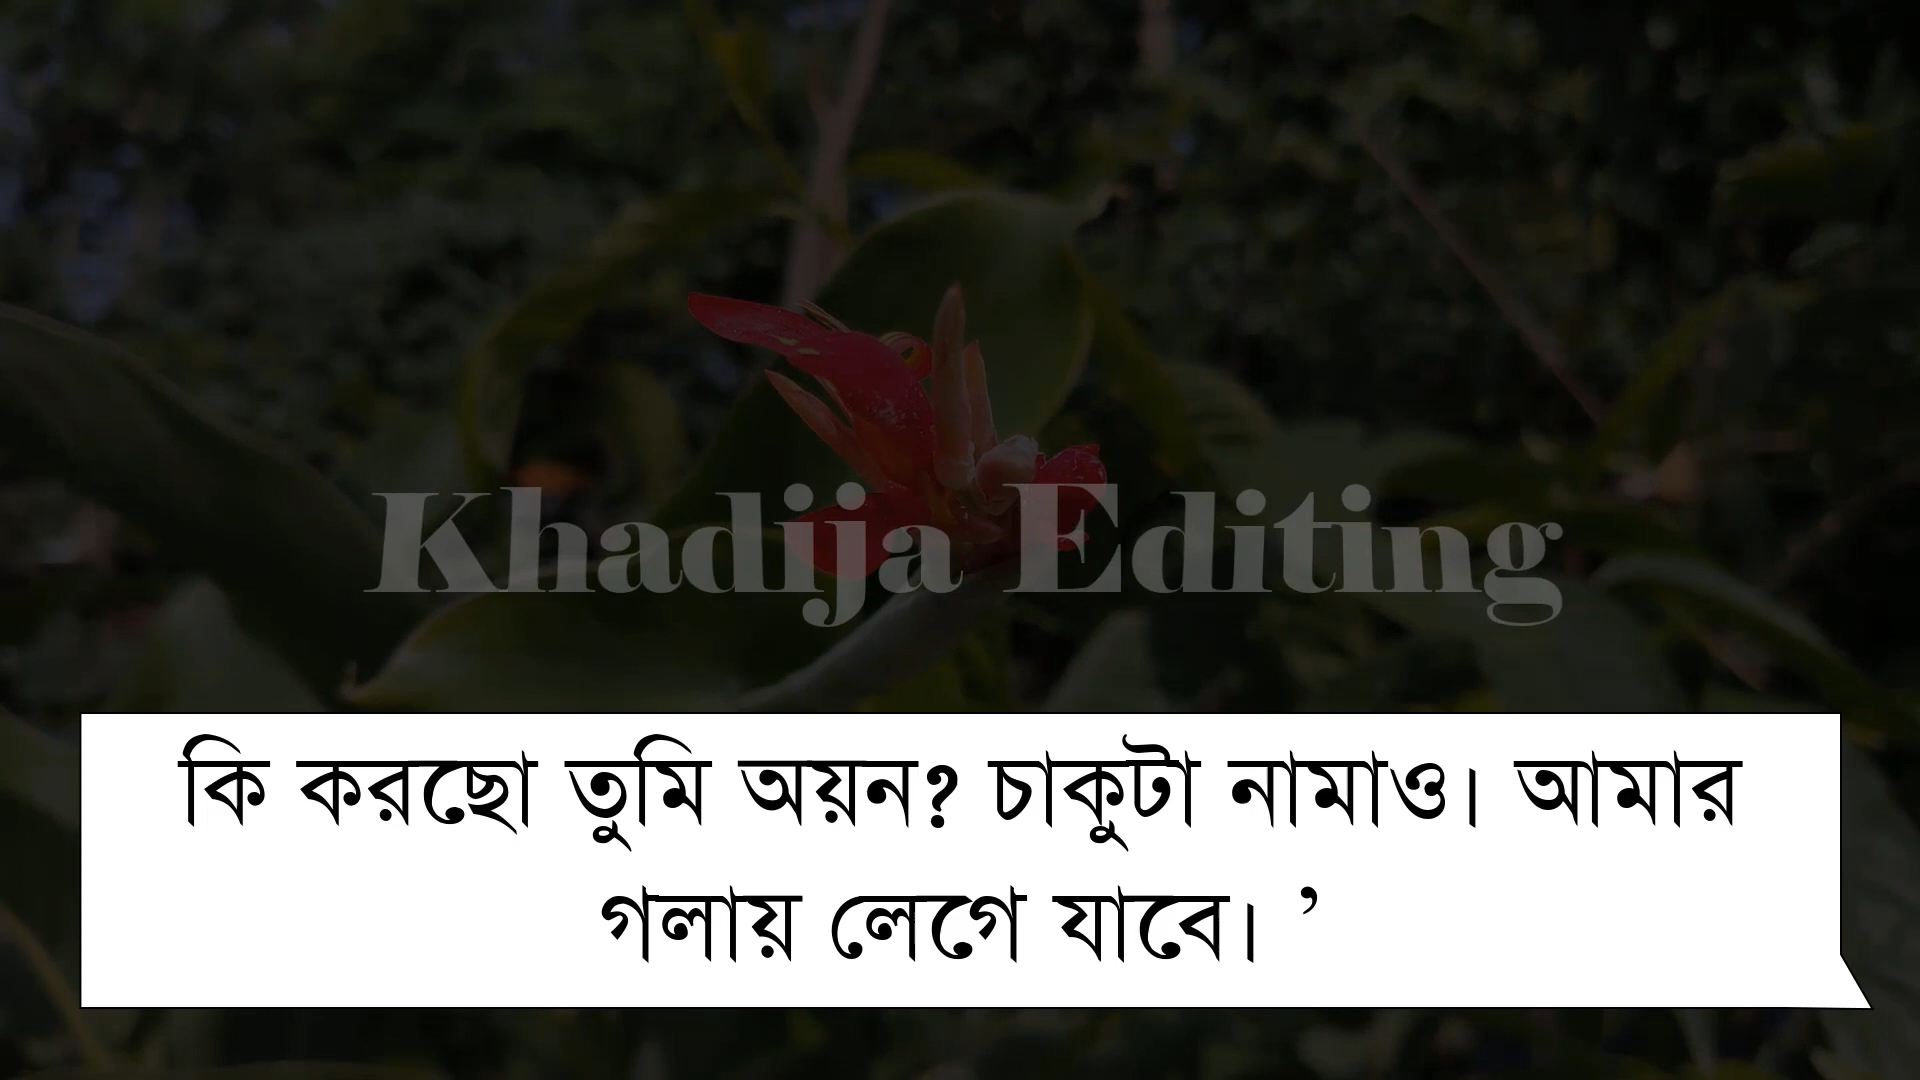 Khadija Editing
কি করছো তুমি অয়ন? চাকুটা নামাও। আমার
গলায় লেগে যাবে। ’